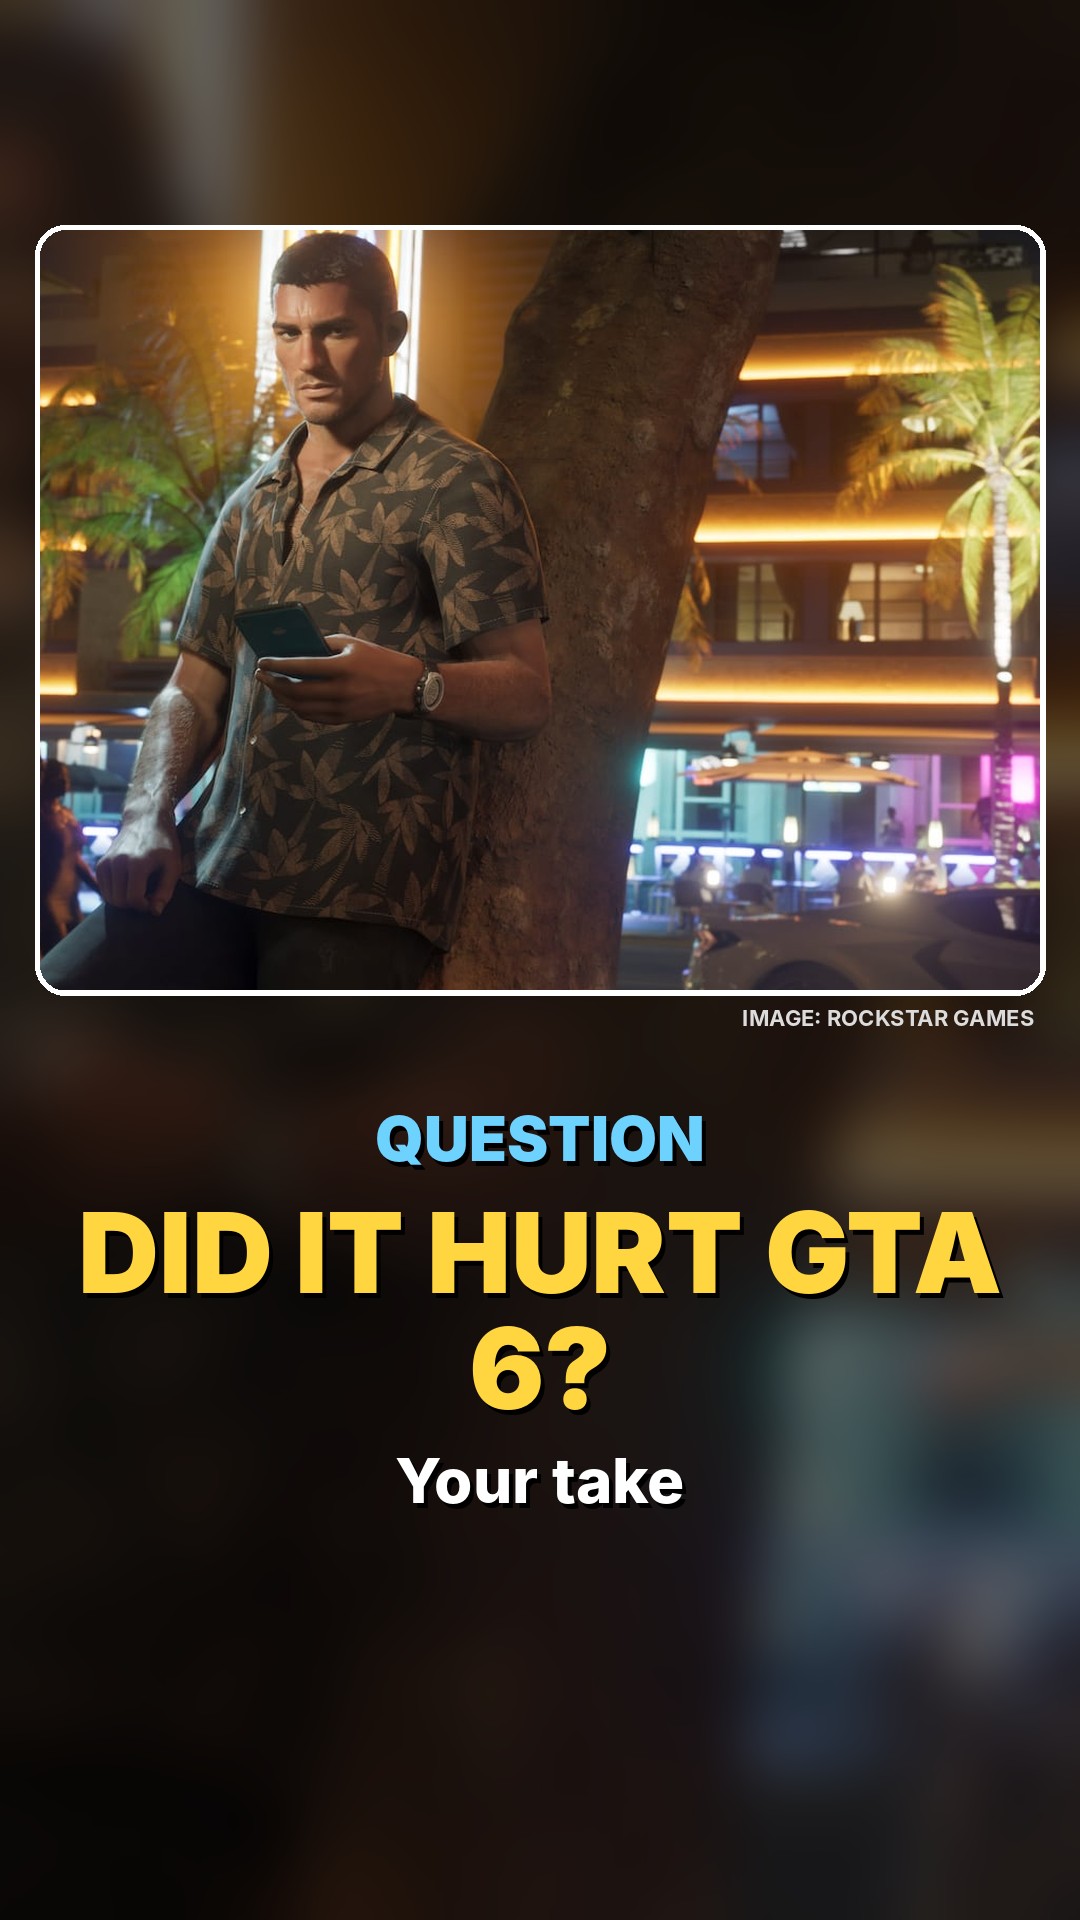 IMAGE: ROCKSTAR GAMES
QUESTION
DID IT HURT GTA
6?
Your take